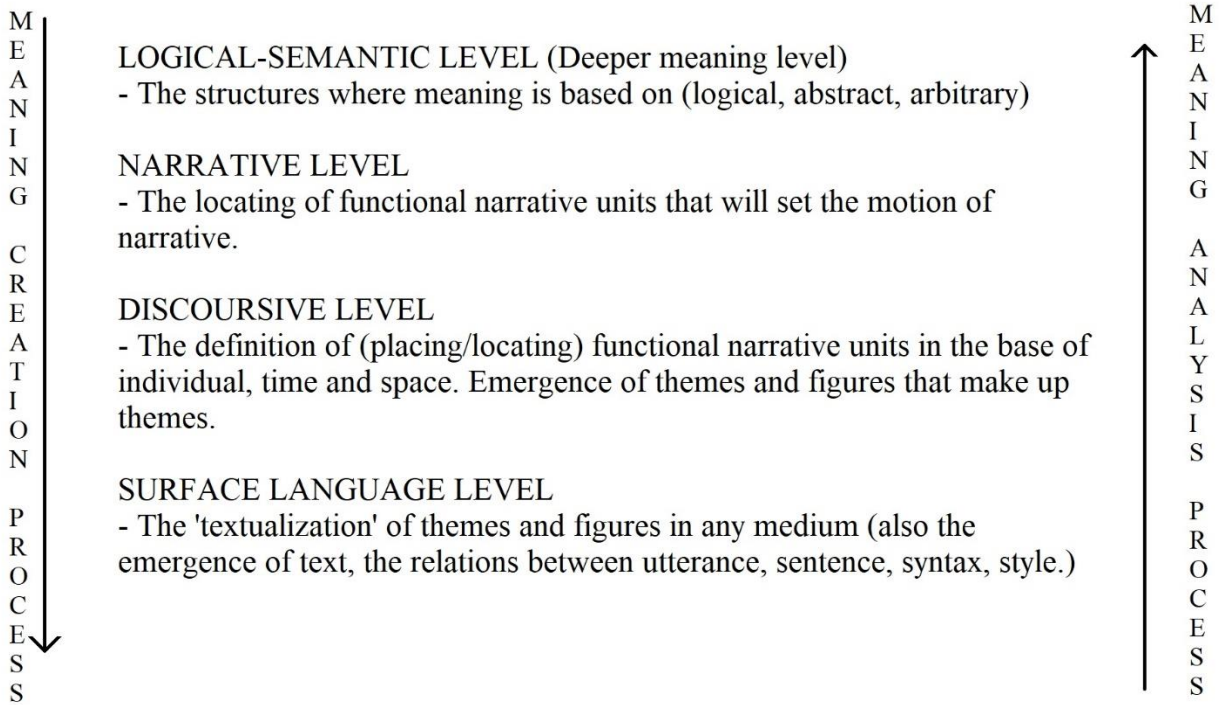 MEANING CREATION PROCESS
LOGICAL-SEMANTIC LEVEL (Deeper meaning level)
- The structures where meaning is based on (logical, abstract, arbitrary)
NARRATIVE LEVEL
- The locating of functional narrative units that will set the motion of
narrative.
DISCOURSIVE LEVEL
- The definition of (placing/locating) functional narrative units in the base of
individual, time and space. Emergence of themes and figures that make up
themes.
SURFACE LANGUAGE LEVEL
- The 'textualization' of themes and figures in any medium (also the
emergence of text, the relations between utterance, sentence, syntax, style.)
MEANING ANALYSIS PROCESS